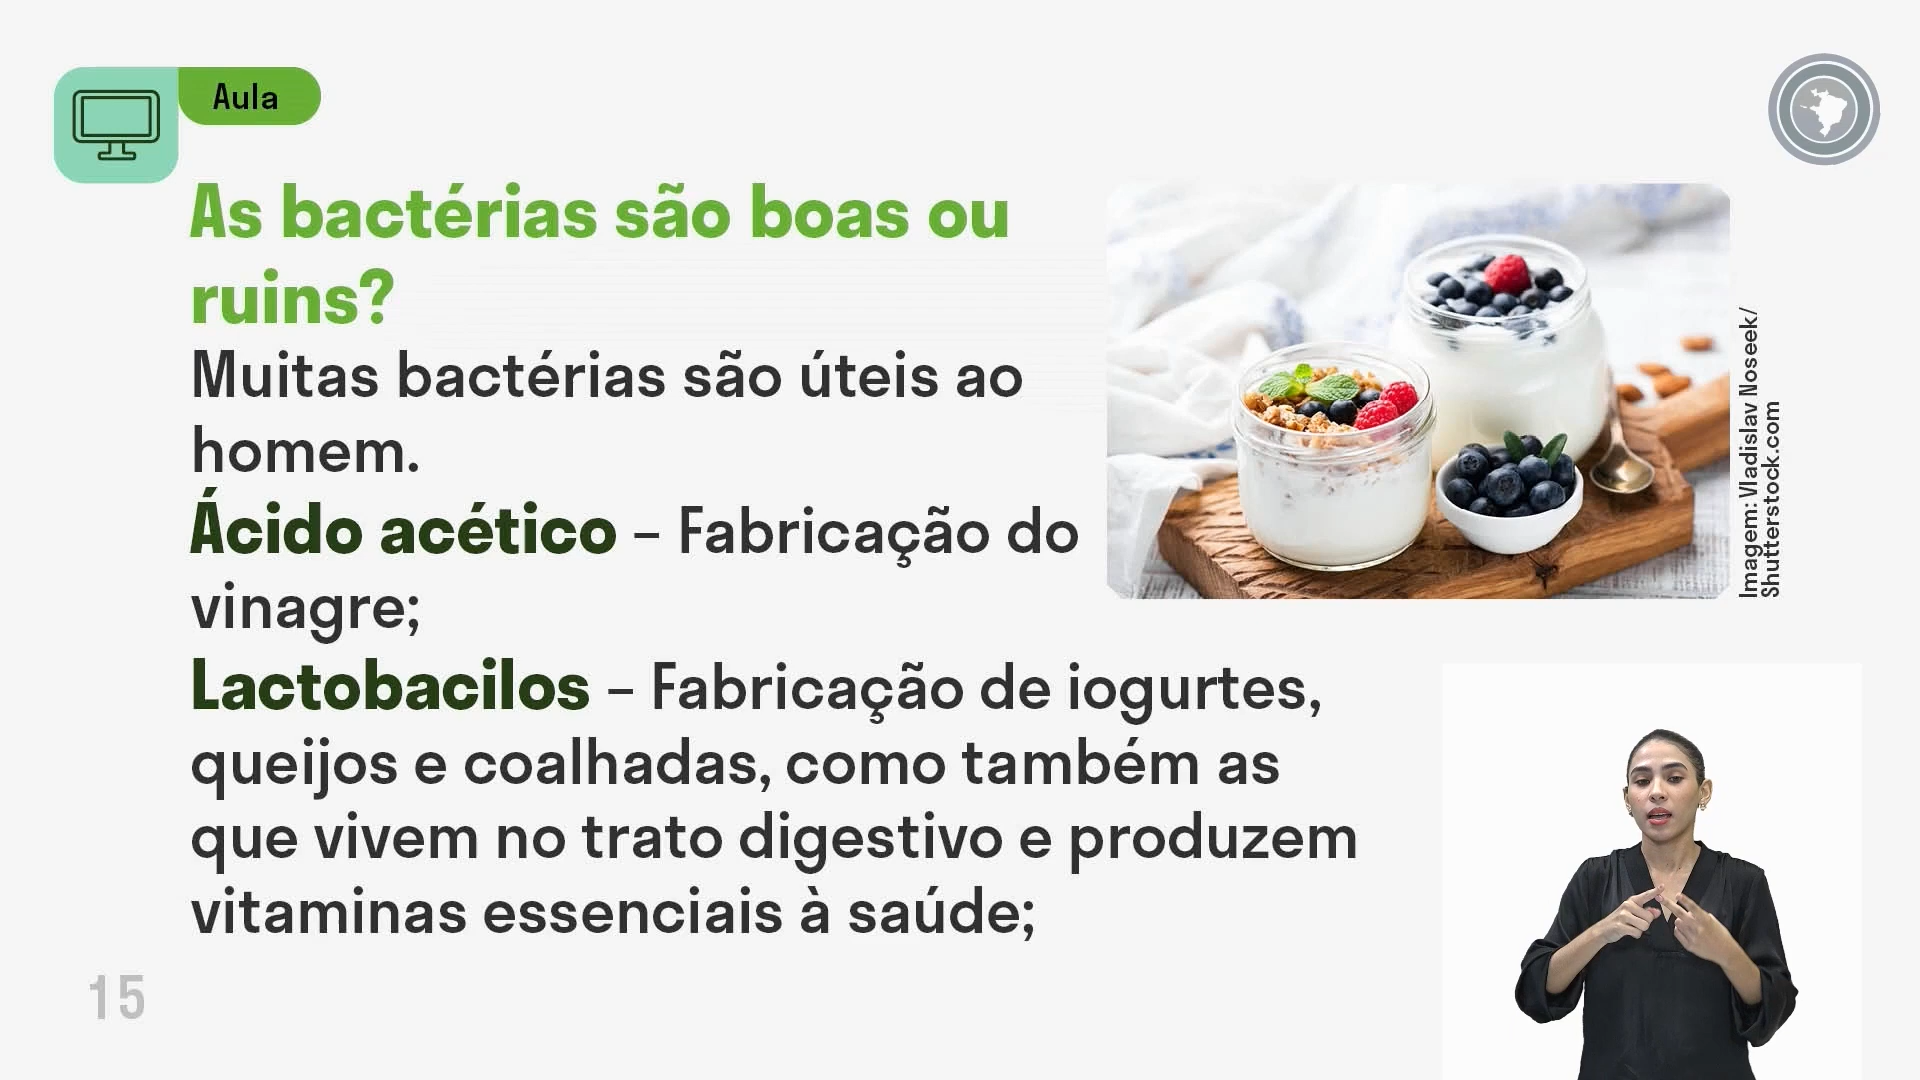 Aula
As bactérias são boas ou
ruins?
Muitas bactérias são úteis ao
homem.
Ácido acético – Fabricação do
vinagre;
Lactobacilos – Fabricação de iogurtes,
queijos e coalhadas, como também as
que vivem no trato digestivo e produzem
vitaminas essenciais à saúde;
Imagem: Vladislav Noseek/
Shutterstock.com
15